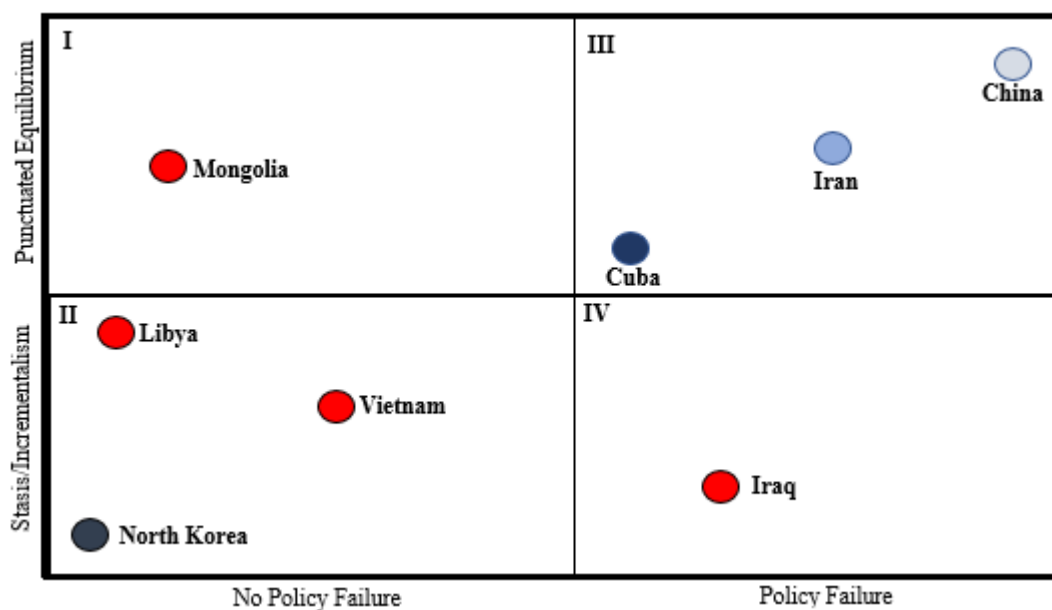 Punctuated Equilibrium
I
Mongolia
III
China
Iran
Cuba
Stasis/Incrementalism
II
Libya
Vietnam
North Korea
IV
Iraq
No Policy Failure
Policy Failure